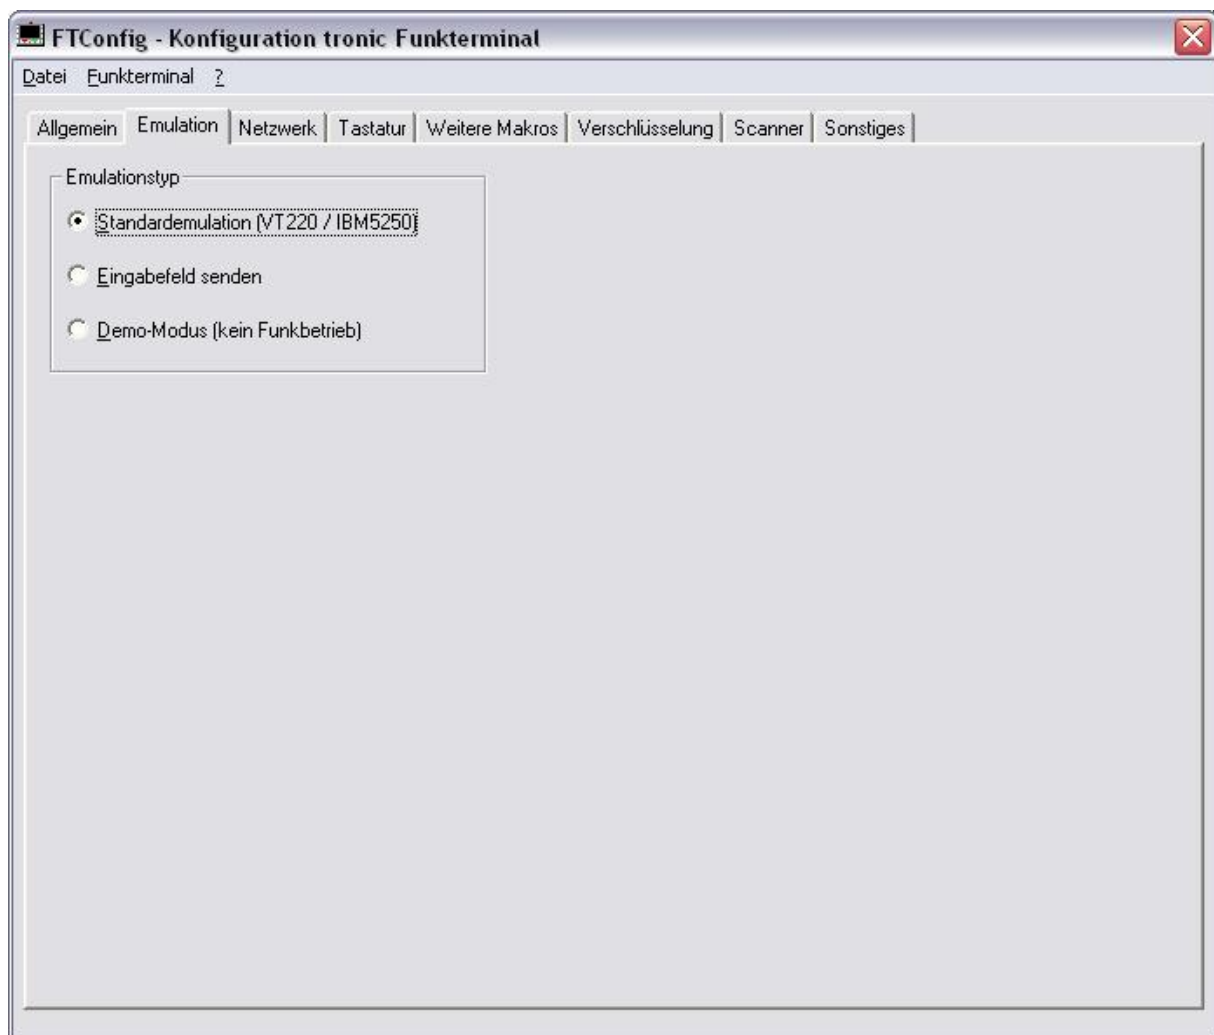 FTConfig - Konfiguration tronic Funkterminal
Datei Funkterminal ?
Allgemein Emulation Netzwerk Tastatur Weitere Makros Verschlüsselung Scanner Sonstiges
Emulationstyp
Standardemulation (VT220 / IBM5250)
Eingabefeld senden
Demo-Modus (kein Funkbetrieb)